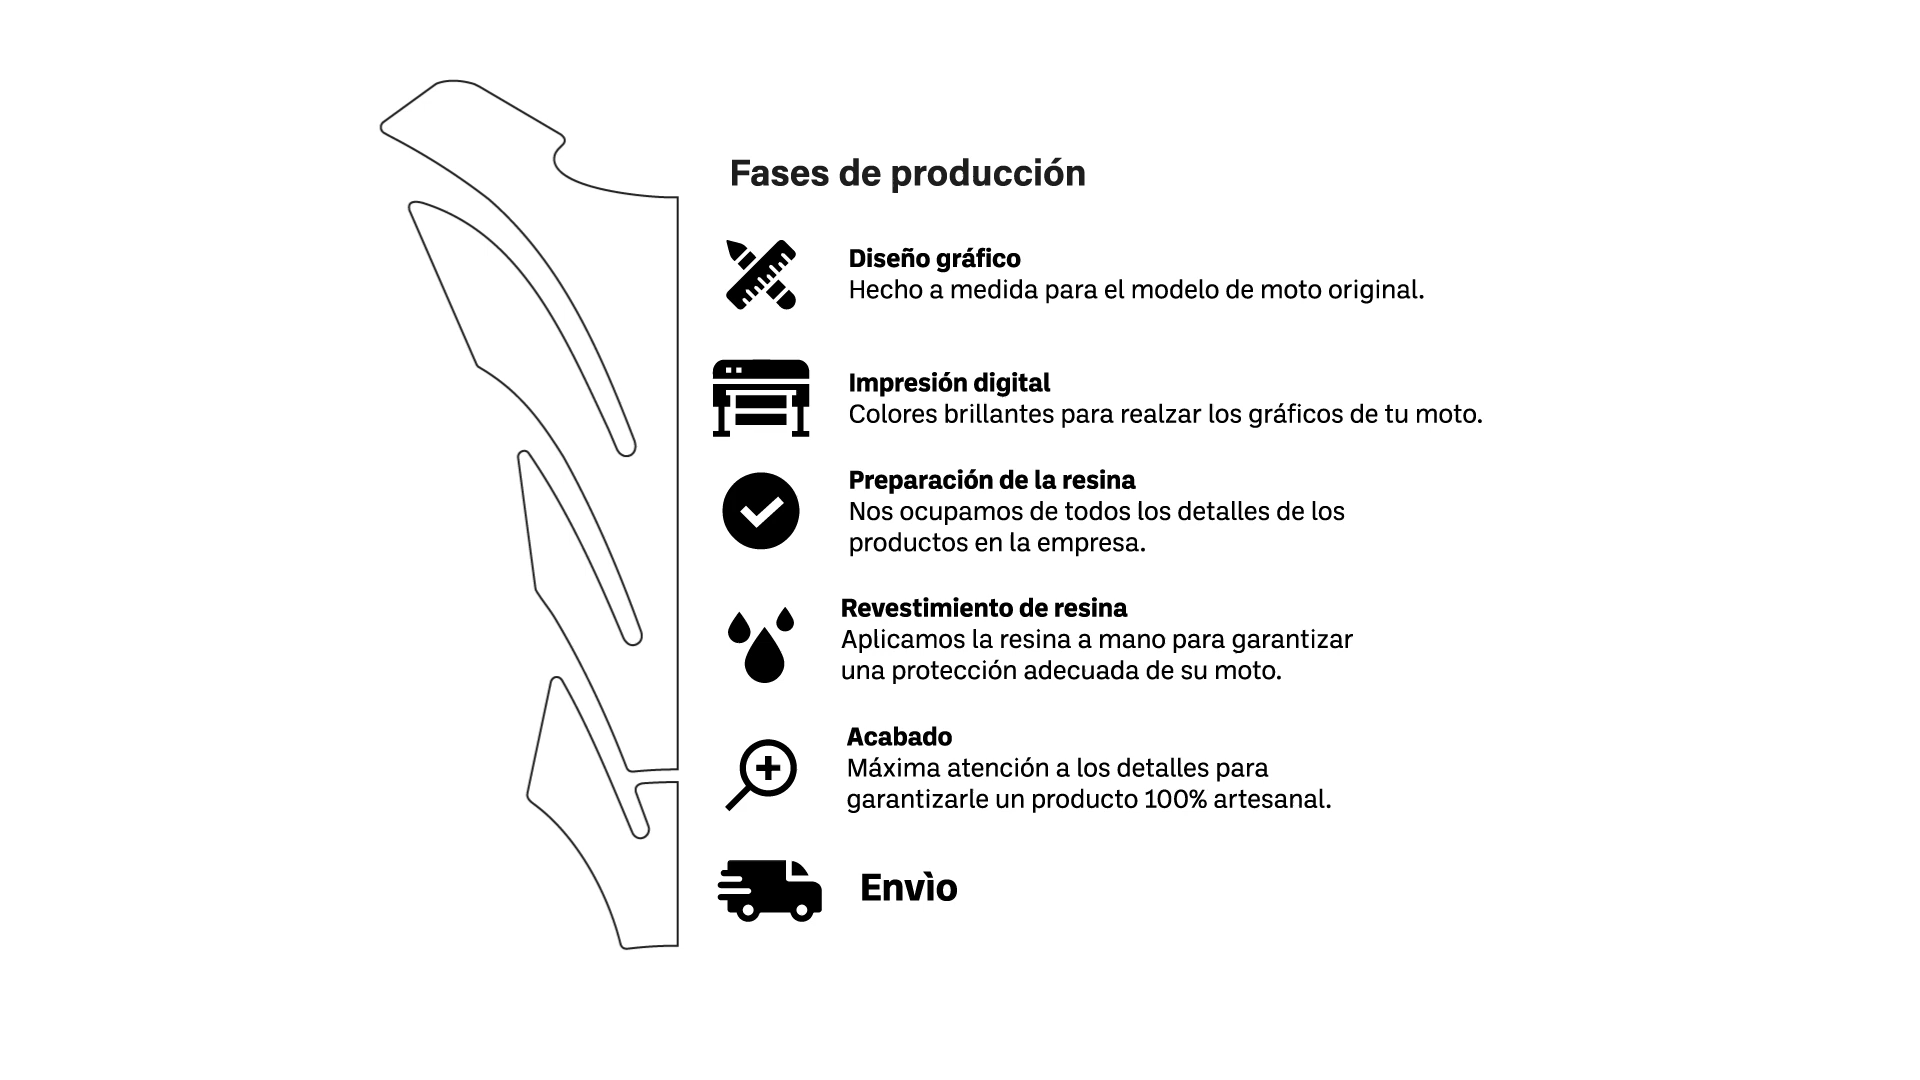 Fases de producción
Diseño gráfico
Hecho a medida para el modelo de moto original.
Impresión digital
Colores brillantes para realzar los gráficos de tu moto.
Preparación de la resina
Nos ocupamos de todos los detalles de los
productos en la empresa.
Revestimiento de resina
Aplicamos la resina a mano para garantizar
una protección adecuada de su moto.
Acabado
Máxima atención a los detalles para
garantizarle un producto 100% artesanal.
Envìo